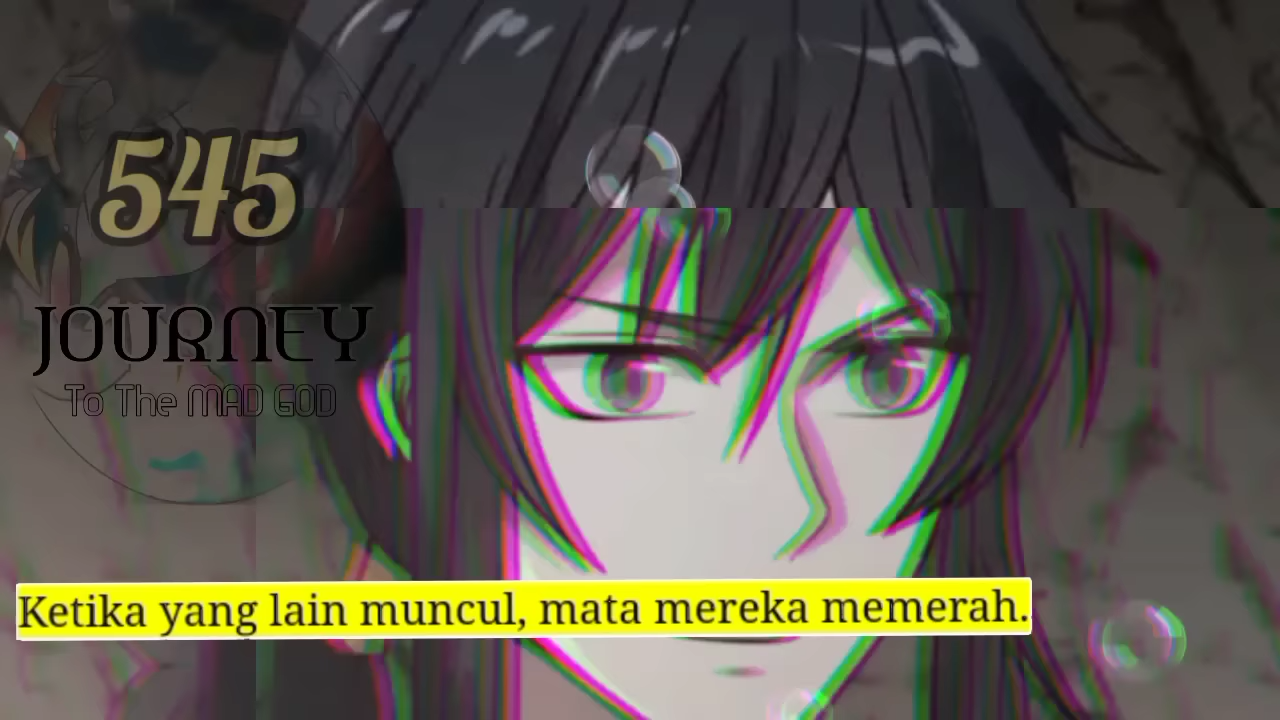 545
JOURNEY
To The MAD GOD
Ketika yang lain muncul, mata mereka memerah.